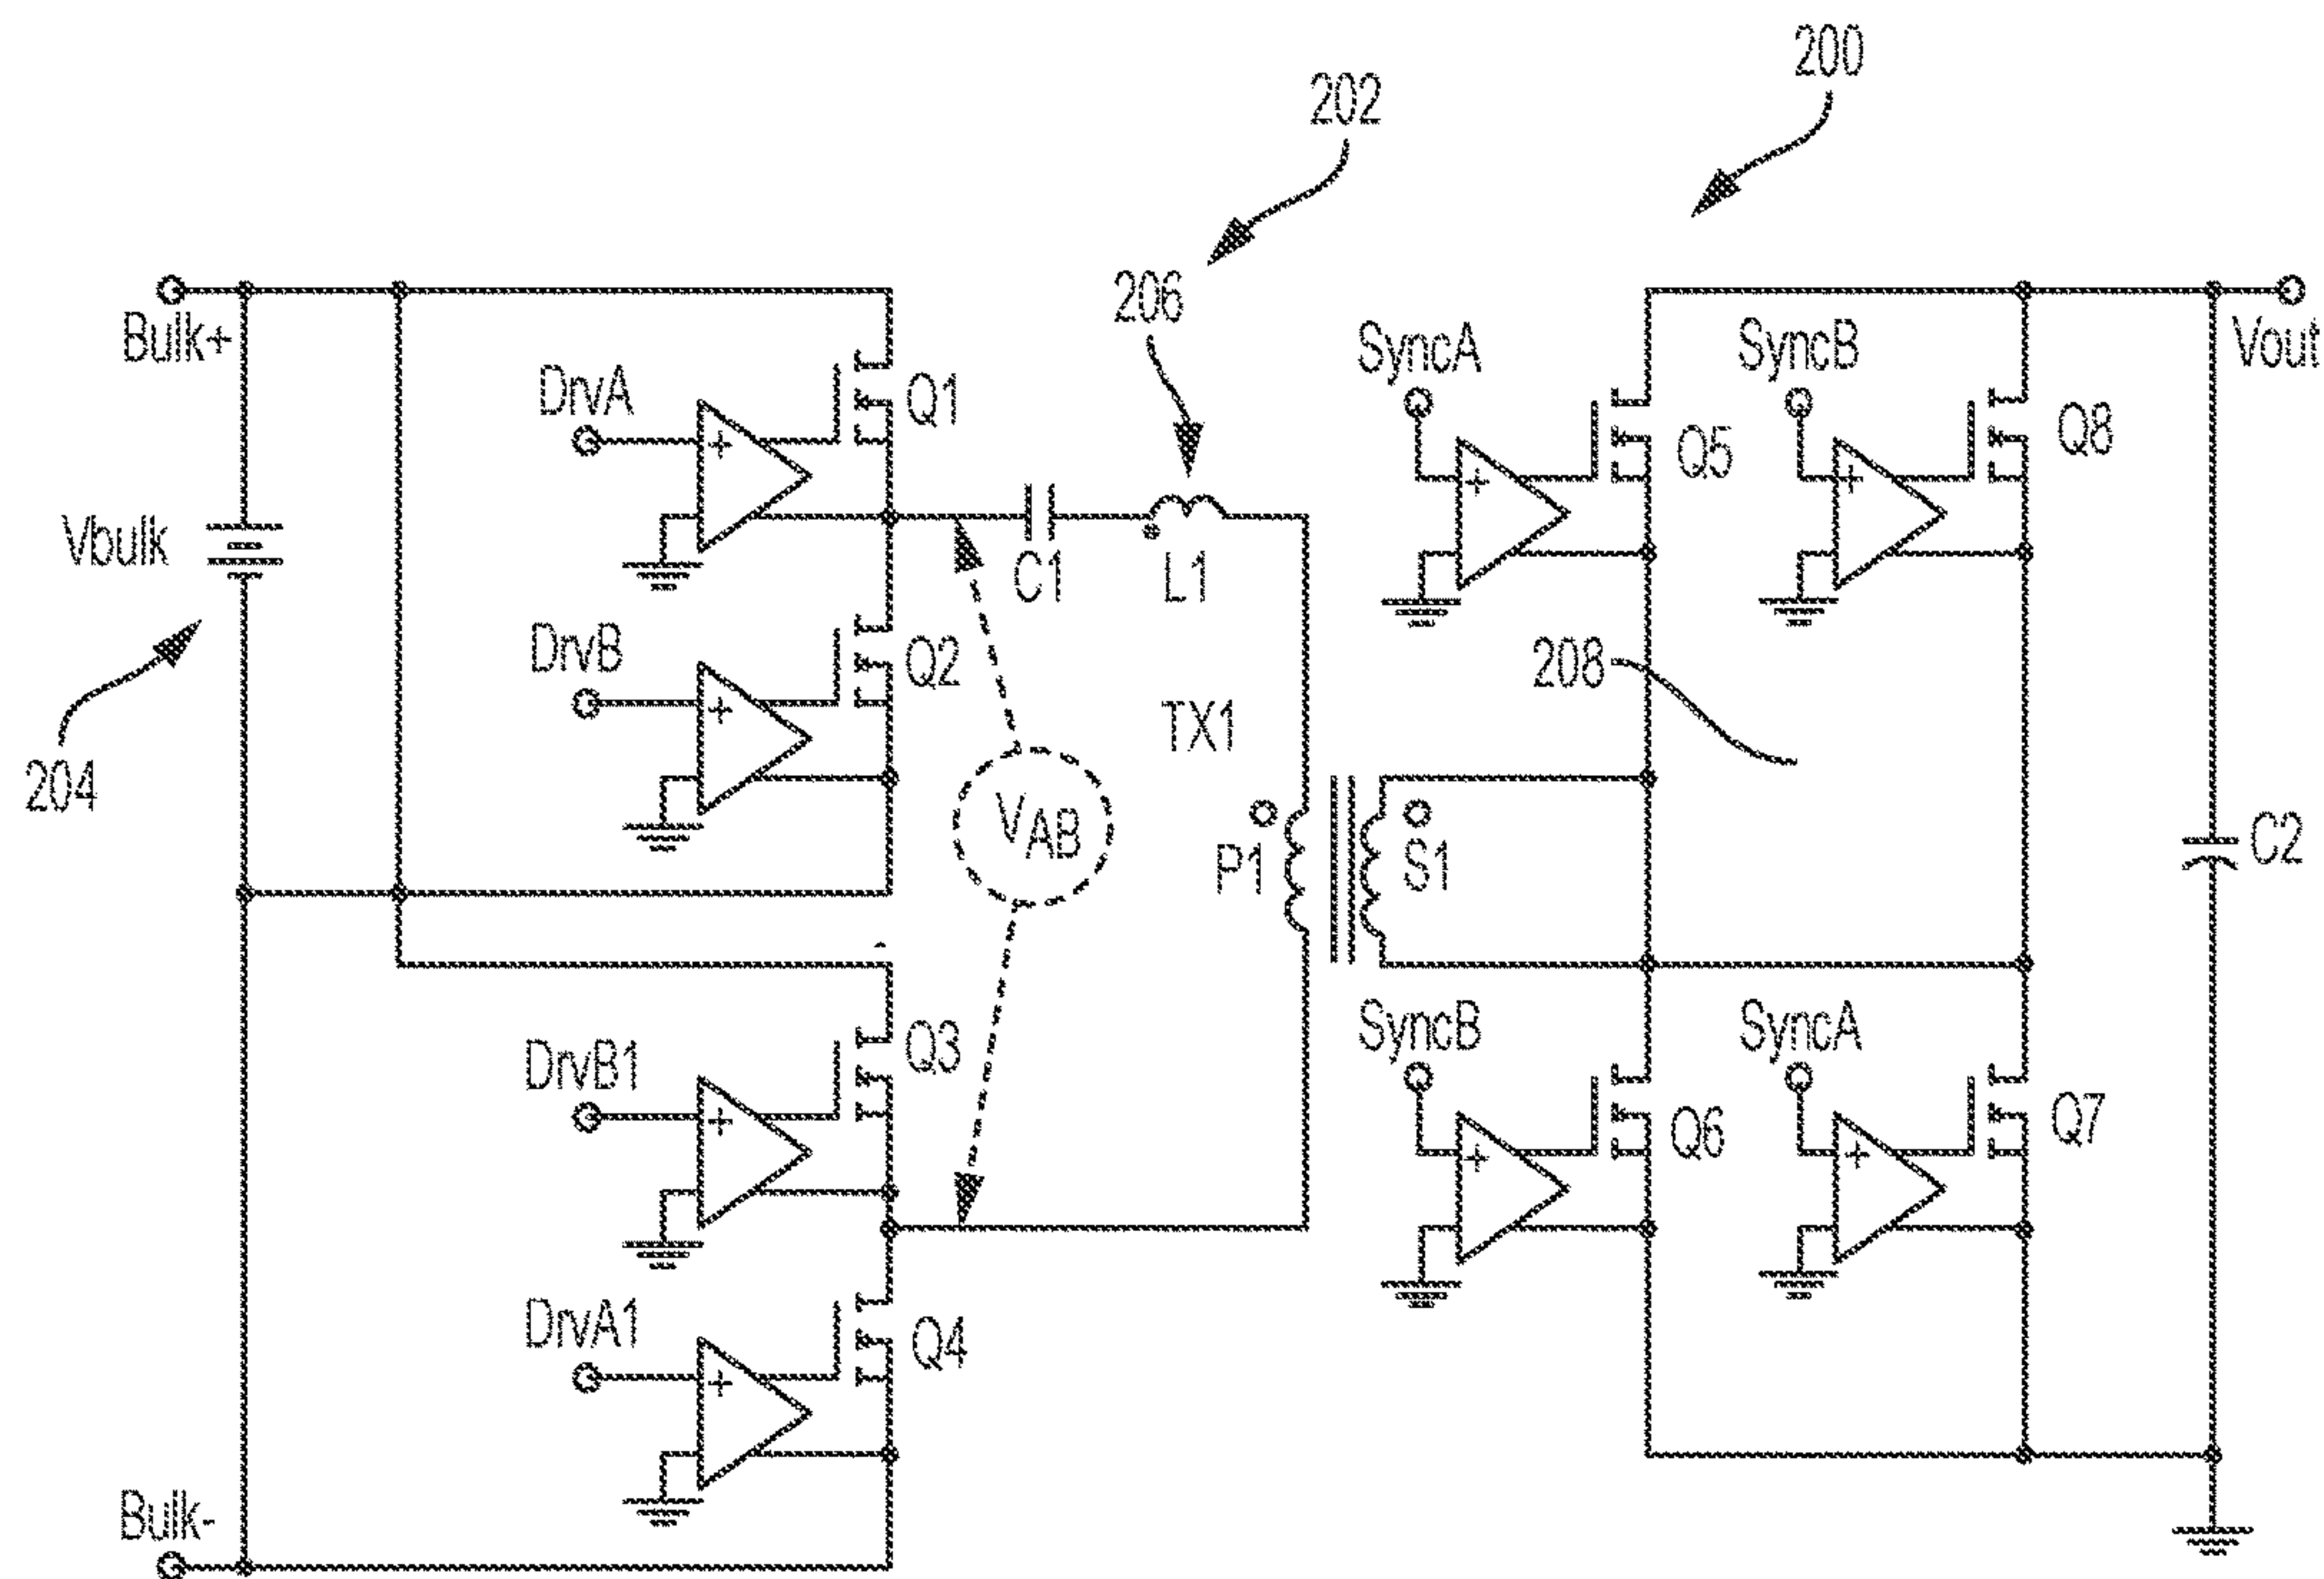 200
202
206
Bulk+
DrvA
+
Q1
SyncA
+
Q5
SyncB
+
Q8
Vout
Vbulk
C1
L1
204
DrvB
+
Q2
208
TX1
VAB
P1
S1
C2
DrvB1
+
Q3
SyncB
+
Q6
SyncA
+
Q7
DrvA1
+
Q4
Bulk-